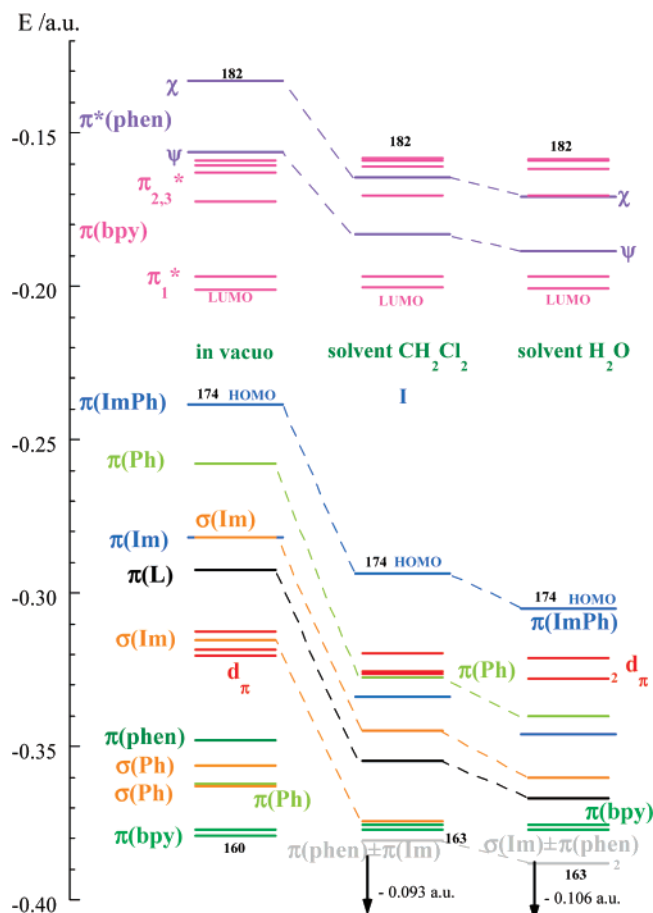 E /a.u.
-0.15
-0.20
-0.25
-0.30
-0.35
-0.40
182
χ
π*(phen)
ψ
π2,3*
π(bpy)
π1*
LUMO
182
LUMO
182
χ
ψ
LUMO
in vacuo
solvent CH2Cl2
solvent H2O
I
174 HOMO
π(ImPh)
π(Ph)
σ(Im)
π(Im)
π(L)
σ(Im)
dπ
π(phen)
σ(Ph)
σ(Ph)
π(Ph)
π(bpy)
160
174 HOMO
π(Ph)
163
π(phen)±π(Im)
- 0.093 a.u.
174 HOMO
π(ImPh)
2
dπ
π(bpy)
σ(Im)±π(phen)
2
163
- 0.106 a.u.